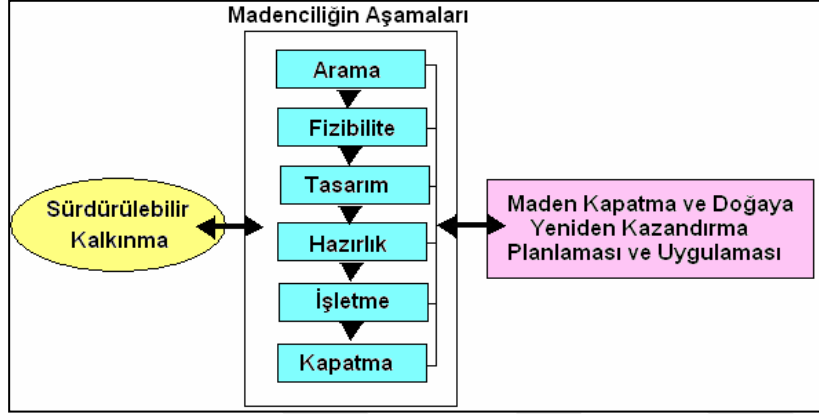 Madenciliğin Aşamaları
Arama
Fizibilite
Tasarım
Hazırlık
İşletme
Kapatma
Sürdürülebilir
Kalkınma
Maden Kapatma ve Doğaya
Yeniden Kazandırma
Planlaması ve Uygulaması